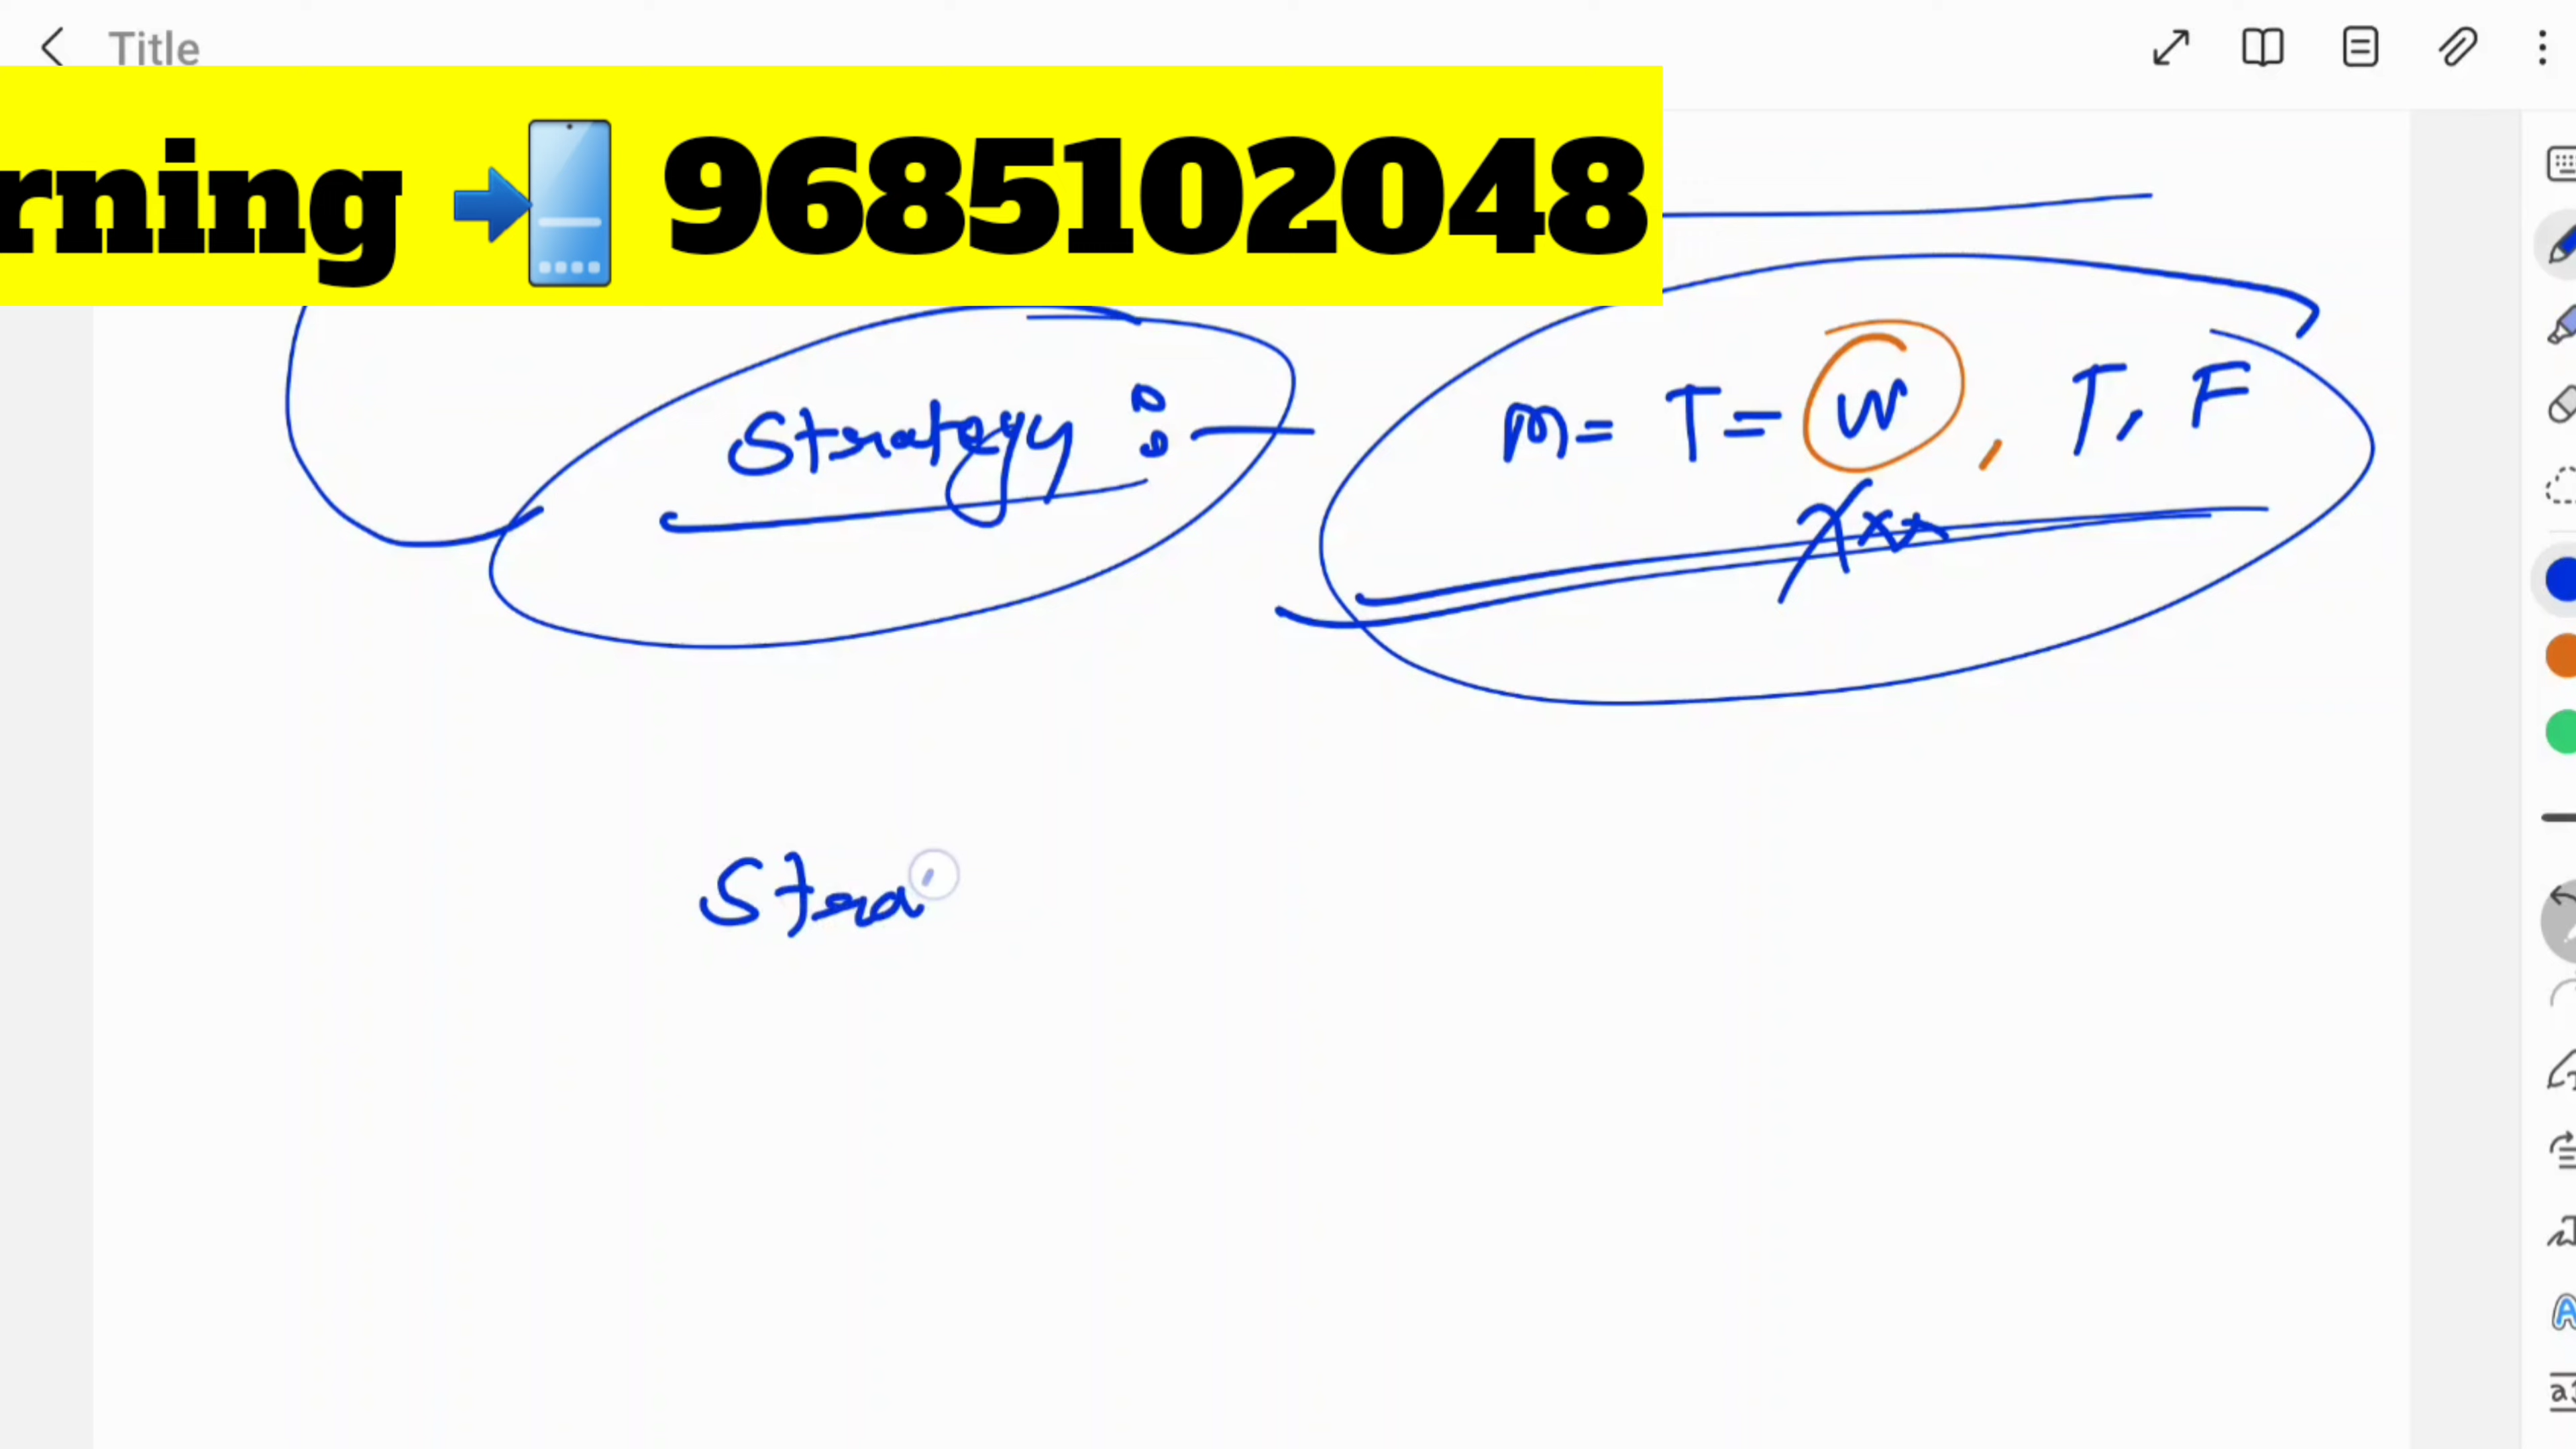 Title
rning 9685102048
Strategy :- m= T= W, T, F
Stra